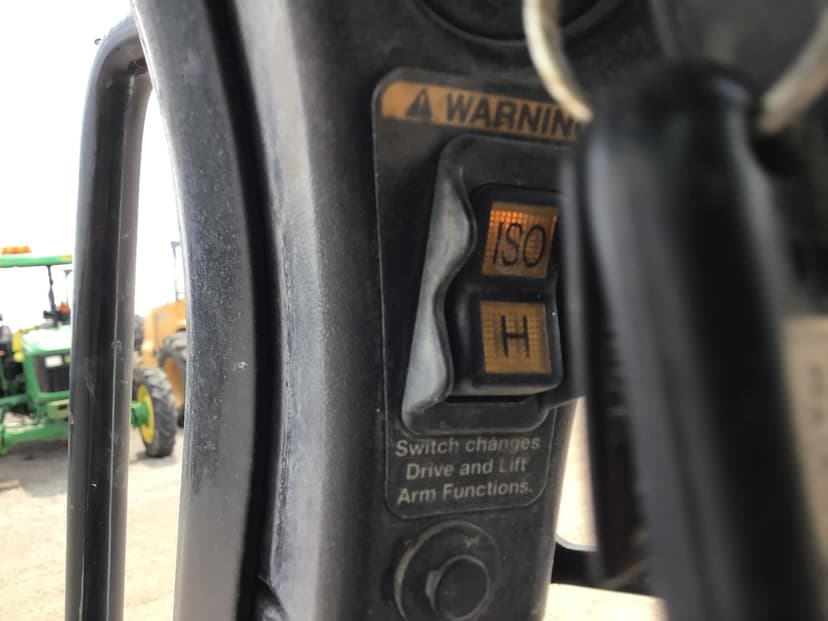 WARNIN
ISO
H
Switch changes
Drive and Lift
Arm Functions.